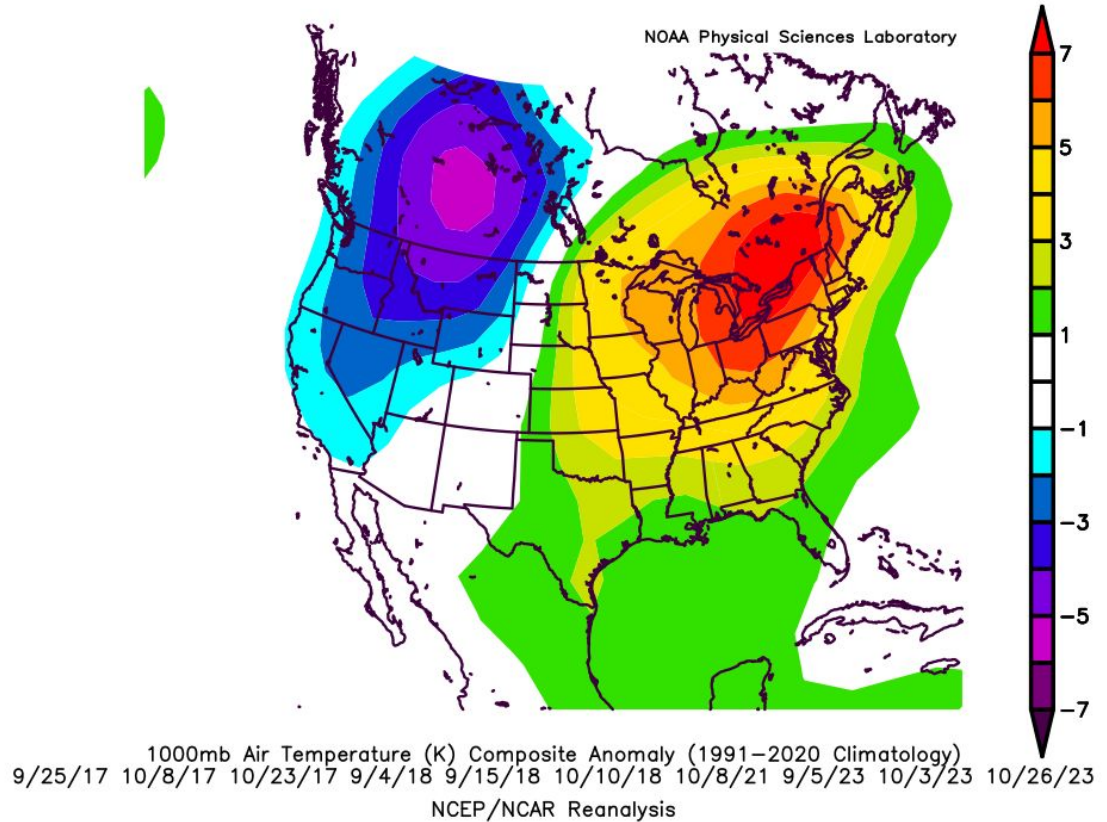 NOAA Physical Sciences Laboratory
7
5
3
1
−1
−3
−5
−7
1000mb Air Temperature (K) Composite Anomaly (1991−2020 Climatology)
9/25/17 10/8/17 10/23/17 9/4/18 9/15/18 10/10/18 10/8/21 9/5/23 10/3/23 10/26/23
NCEP/NCAR Reanalysis